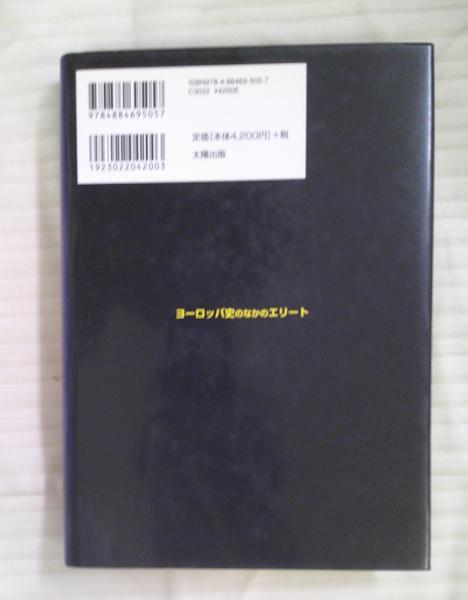 ISBN978-4-88469-505-7
C3022 ¥4200E
9784884695057
定価[本体4,200円]+税
太陽出版
1923022042003
ヨーロッパ史のなかのエリート